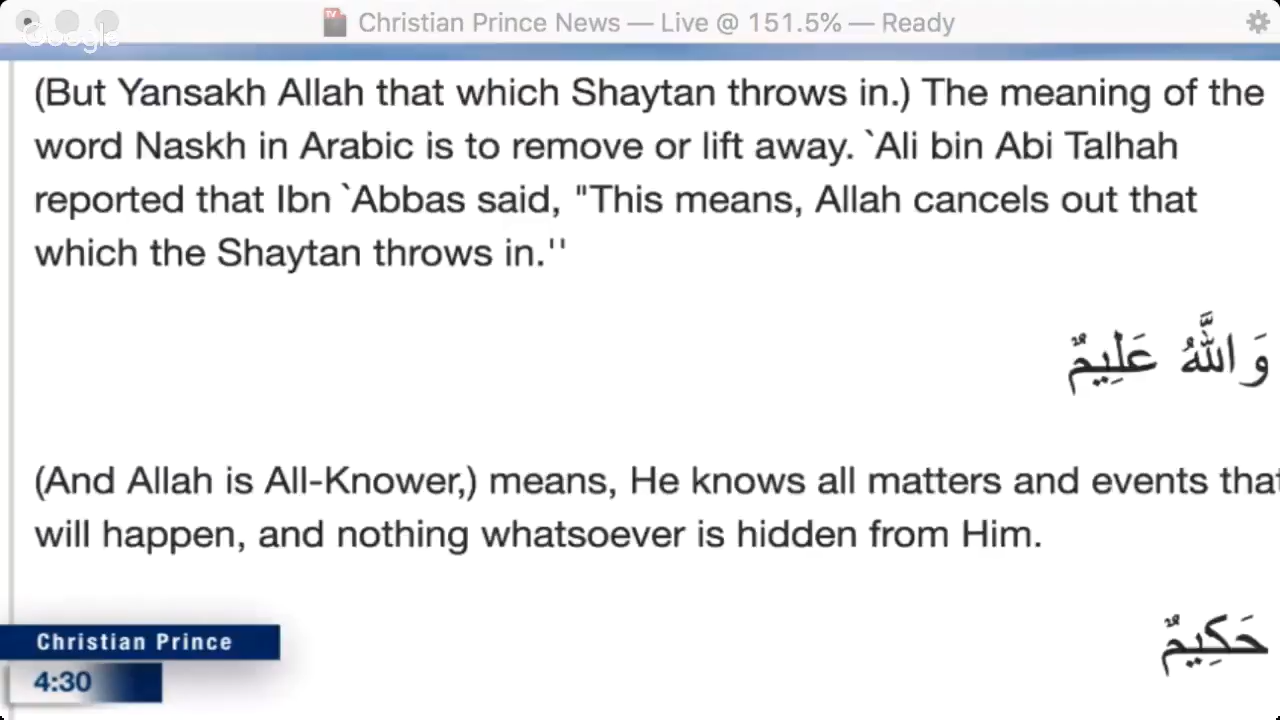 Christian Prince News — Live @ 151.5% — Ready
Google
(But Yansakh Allah that which Shaytan throws in.) The meaning of the
word Naskh in Arabic is to remove or lift away. `Ali bin Abi Talhah
reported that Ibn `Abbas said, "This means, Allah cancels out that
which the Shaytan throws in.''
وَاللَّهُ عَلِيمٌ
(And Allah is All-Knower,) means, He knows all matters and events that
will happen, and nothing whatsoever is hidden from Him.
حَكِيمٌ
Christian Prince
4:30